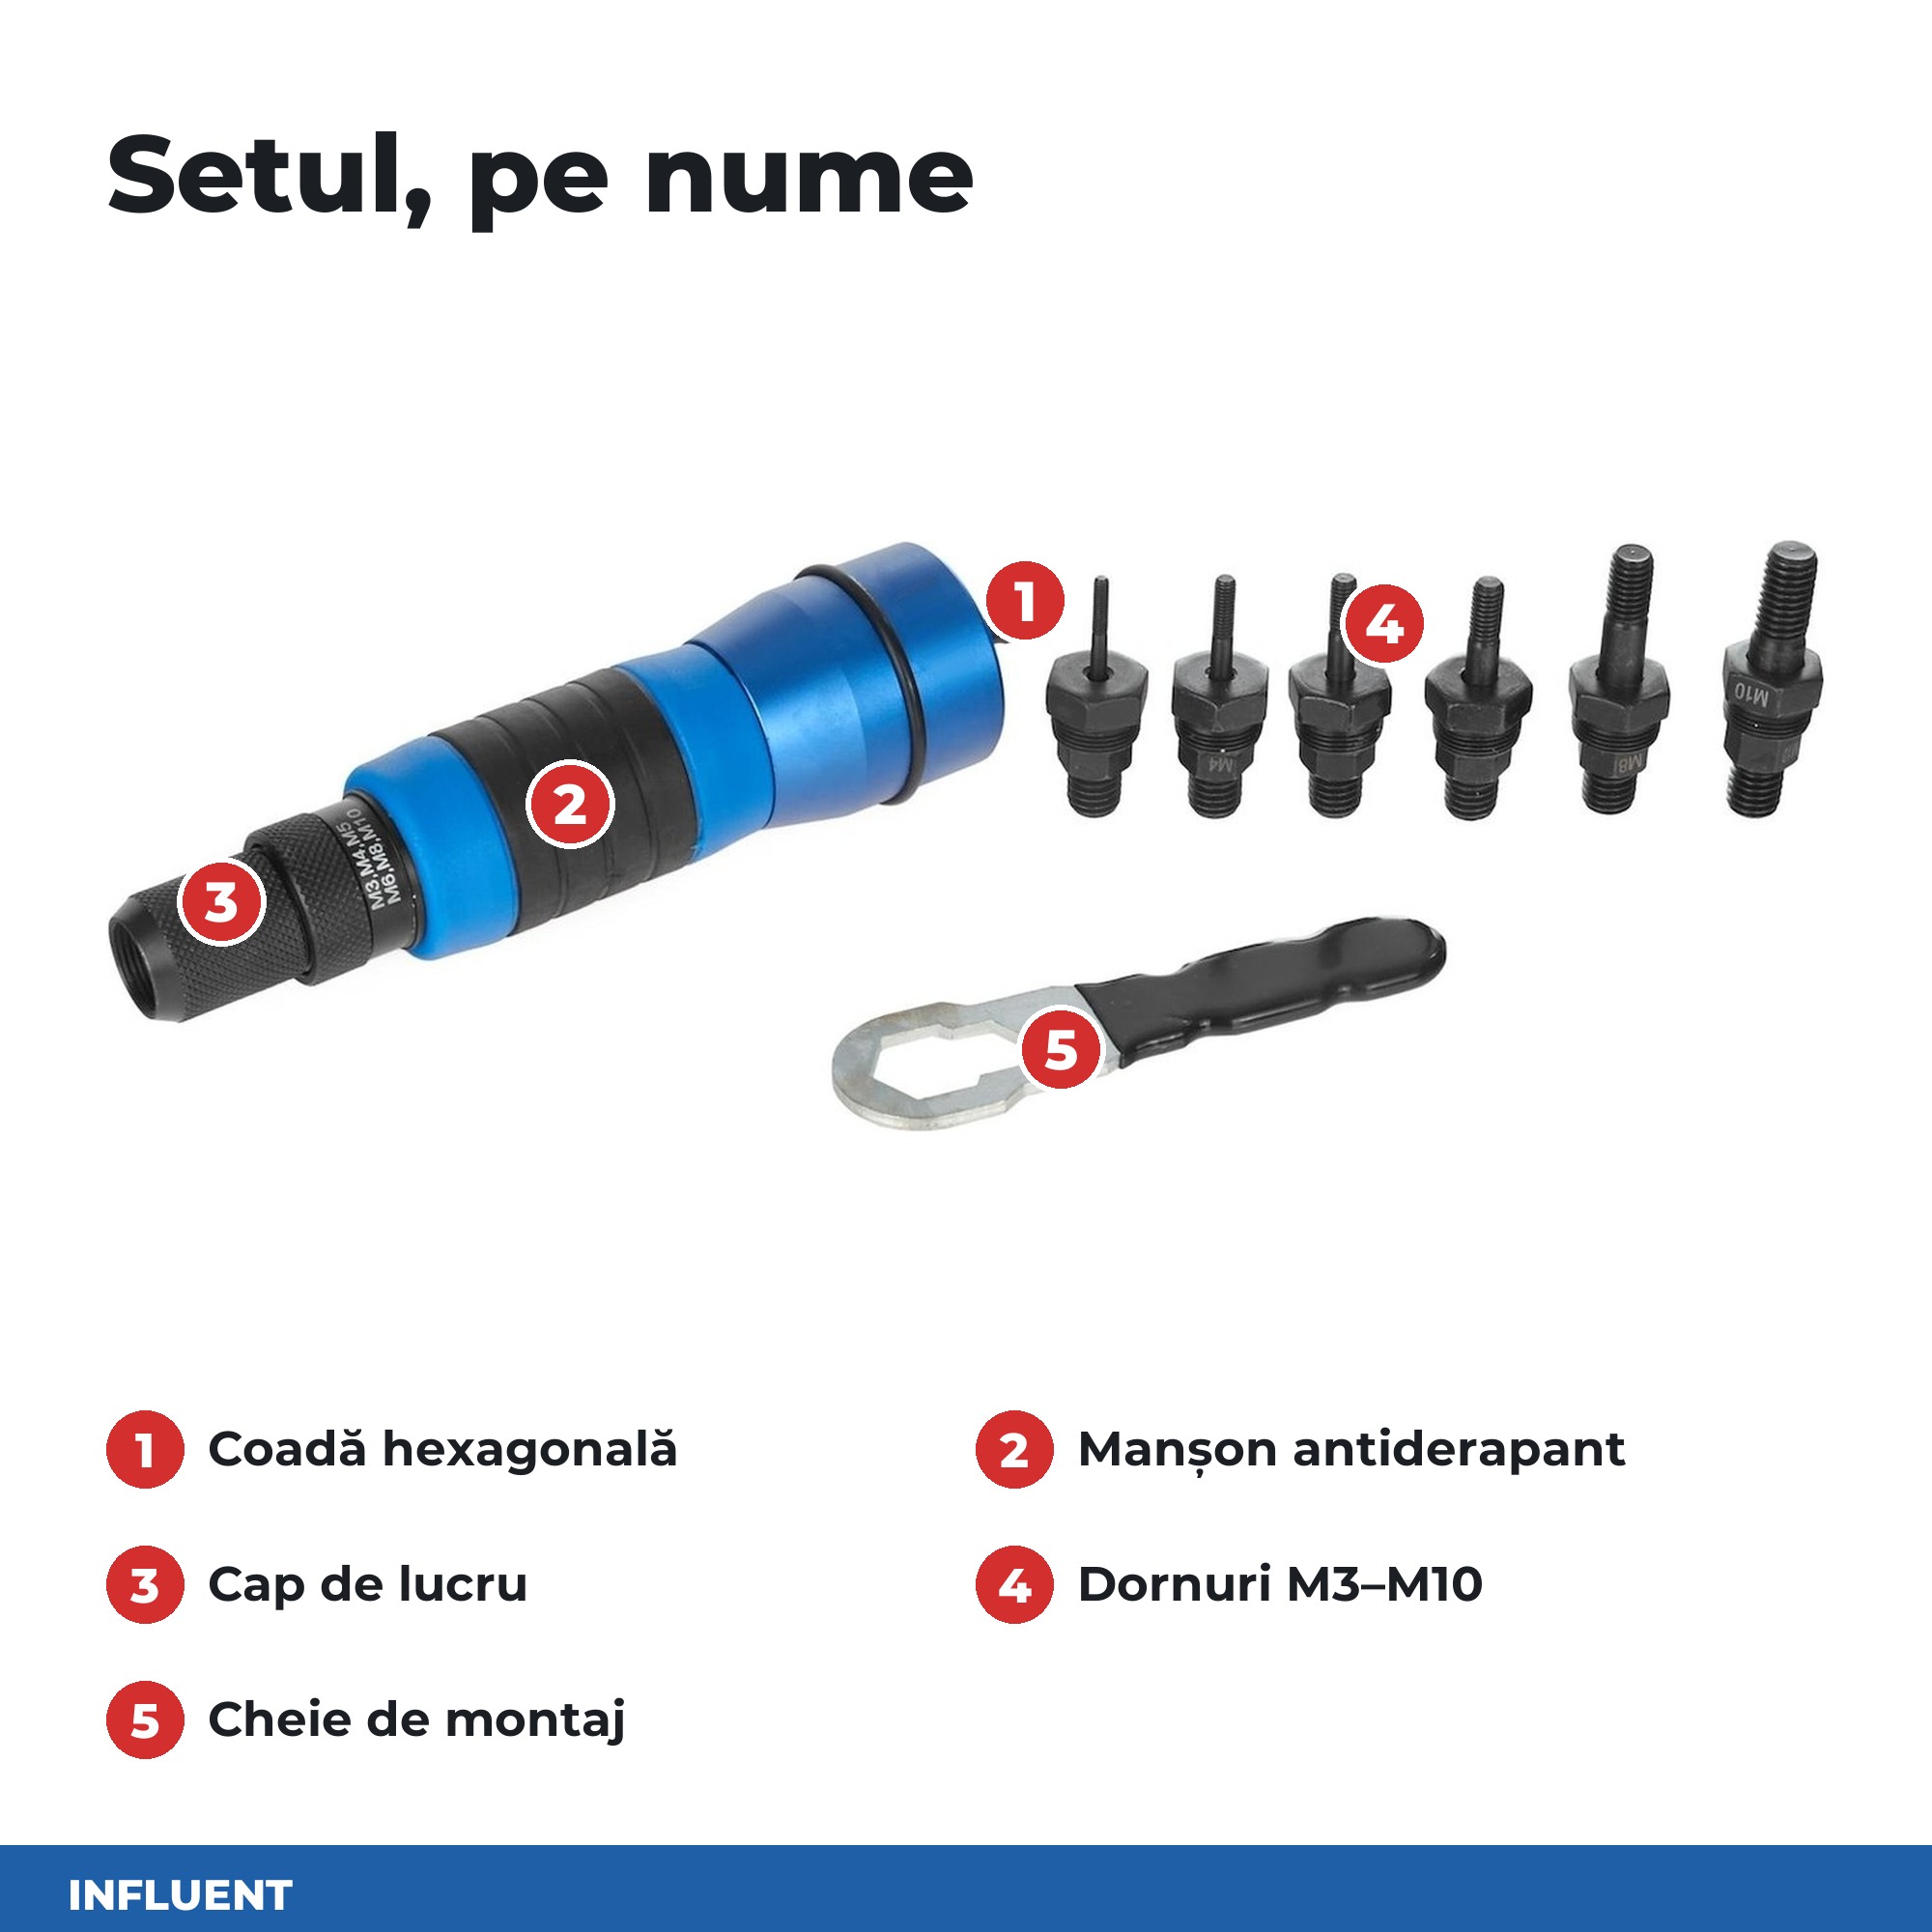 Setul, pe nume
1
4
2
M3,M4,M5
M6,M8,M10
3
M10
M4
M8
5
1 Coadă hexagonală
2 Manșon antiderapant
3 Cap de lucru
4 Dornuri M3–M10
5 Cheie de montaj
INFLUENT